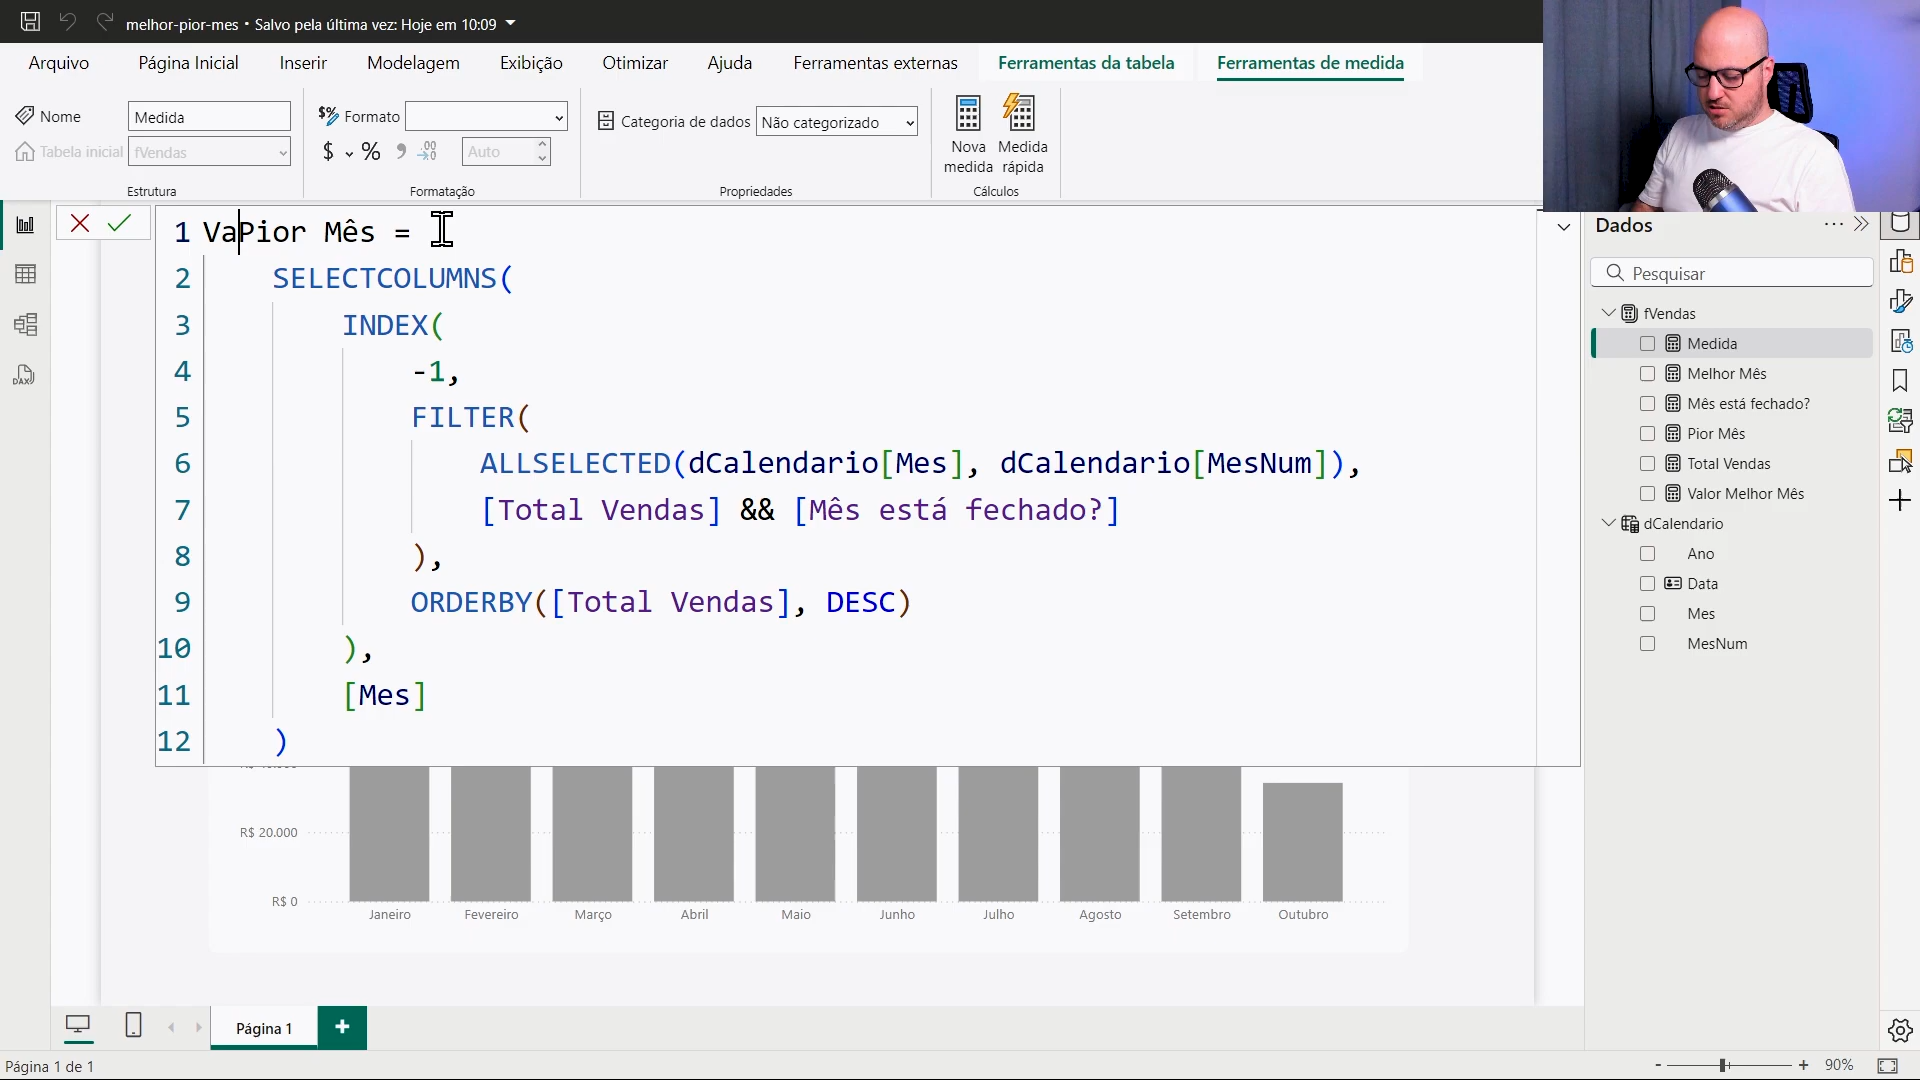 melhor-pior-mes • Salvo pela última vez: Hoje em 10:09
Arquivo Página Inicial Inserir Modelagem Exibição Otimizar Ajuda Ferramentas externas Ferramentas da tabela Ferramentas de medida
Nome Medida
Tabela inicial fVendas
Estrutura
Formato
$ % Auto
Formatação
Categoria de dados Não categorizado
Propriedades
Nova medida
Medida rápida
Cálculos
1 VaPior Mês =
2 SELECTCOLUMNS(
3 INDEX(
4 -1,
5 FILTER(
6 ALLSELECTED(dCalendario[Mes], dCalendario[MesNum]),
7 [Total Vendas] && [Mês está fechado?]
8 ),
9 ORDERBY([Total Vendas], DESC)
10 ),
11 [Mes]
12 )
R$ 20.000
R$ 0
Janeiro Fevereiro Março Abril Maio Junho Julho Agosto Setembro Outubro
Dados
Pesquisar
fVendas
Medida
Melhor Mês
Mês está fechado?
Pior Mês
Total Vendas
Valor Melhor Mês
dCalendario
Ano
Data
Mes
MesNum
DAX
Página 1 +
Página 1 de 1
- + 90%